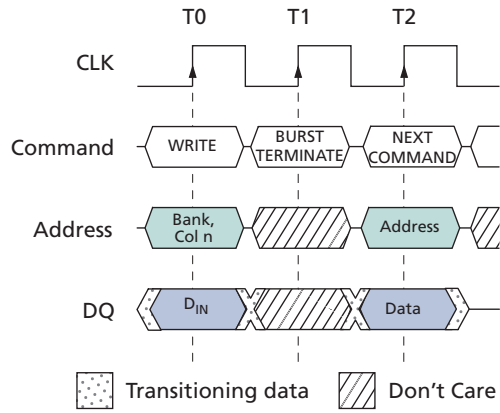 T0 T1 T2
CLK
Command WRITE BURST TERMINATE NEXT COMMAND
Address Bank, Col n Address
DQ DIN Data
Transitioning data Don't Care